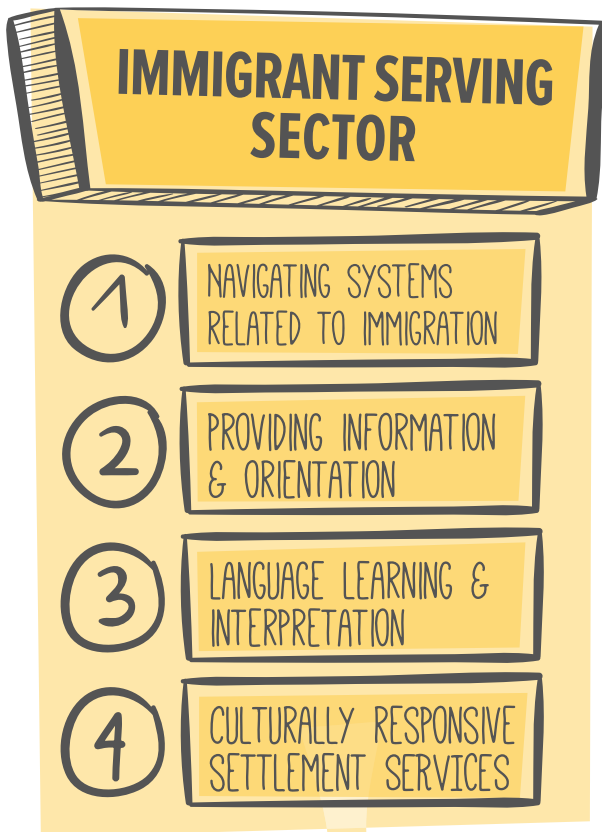 IMMIGRANT SERVING
SECTOR
1
NAVIGATING SYSTEMS
RELATED TO IMMIGRATION
2
PROVIDING INFORMATION
& ORIENTATION
3
LANGUAGE LEARNING &
INTERPRETATION
4
CULTURALLY RESPONSIVE
SETTLEMENT SERVICES